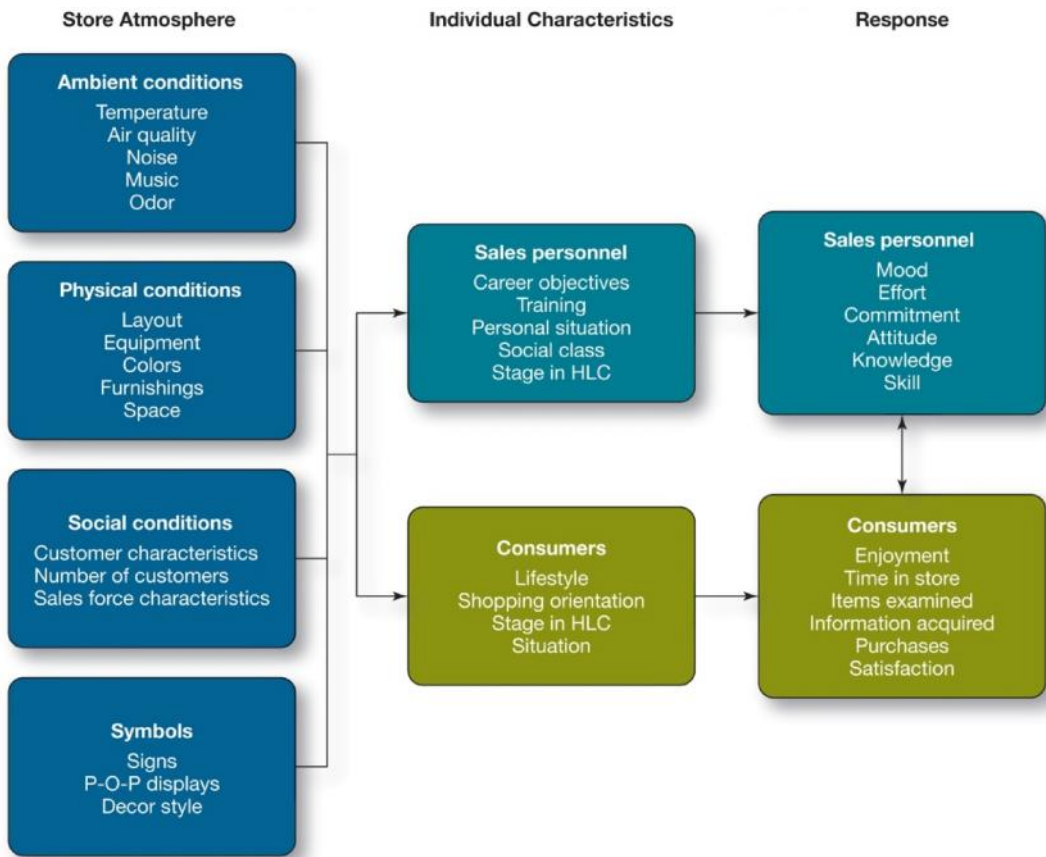 Store Atmosphere
Individual Characteristics
Response
Ambient conditions
Temperature
Air quality
Noise
Music
Odor
Physical conditions
Layout
Equipment
Colors
Furnishings
Space
Social conditions
Customer characteristics
Number of customers
Sales force characteristics
Symbols
Signs
P-O-P displays
Decor style
Sales personnel
Career objectives
Training
Personal situation
Social class
Stage in HLC
Consumers
Lifestyle
Shopping orientation
Stage in HLC
Situation
Sales personnel
Mood
Effort
Commitment
Attitude
Knowledge
Skill
Consumers
Enjoyment
Time in store
Items examined
Information acquired
Purchases
Satisfaction